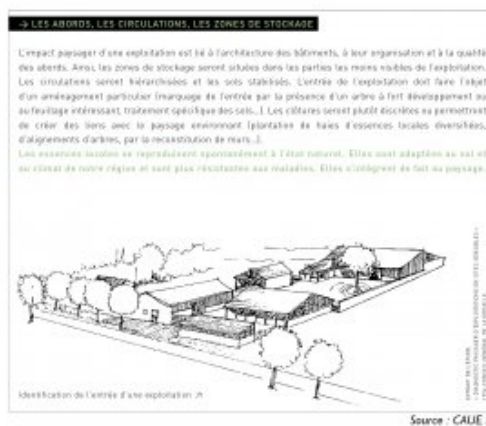 → LES ABORDS, LES CIRCULATIONS, LES ZONES DE STOCKAGE
L'impact paysager d'une exploitation est lié à l'architecture des bâtiments, à leur organisation et à la qualité
des abords. Ainsi, les zones de stockage seront situées dans les parties les moins visibles de l'exploitation.
Les circulations seront hiérarchisées et les sols stabilisés. L'entrée de l'exploitation doit faire l'objet
d'un aménagement particulier (marquage de l'entrée par la présence d'un arbre à fort développement ou
au feuillage intéressant, traitement spécifique des sols...). Les clôtures seront plutôt discrètes ou permettront
de créer des liens avec le paysage environnant (plantation de haies d'essences locales diversifiées,
d'alignements d'arbres, par la reconstitution de murs...).
Les essences locales se reproduisent spontanément à l'état naturel. Elles sont adaptées au sol et
au climat de notre région et sont plus résistantes aux maladies. Elles s'intègrent de fait au paysage.
Identification de l'entrée d'une exploitation ↗
Source : CAUE